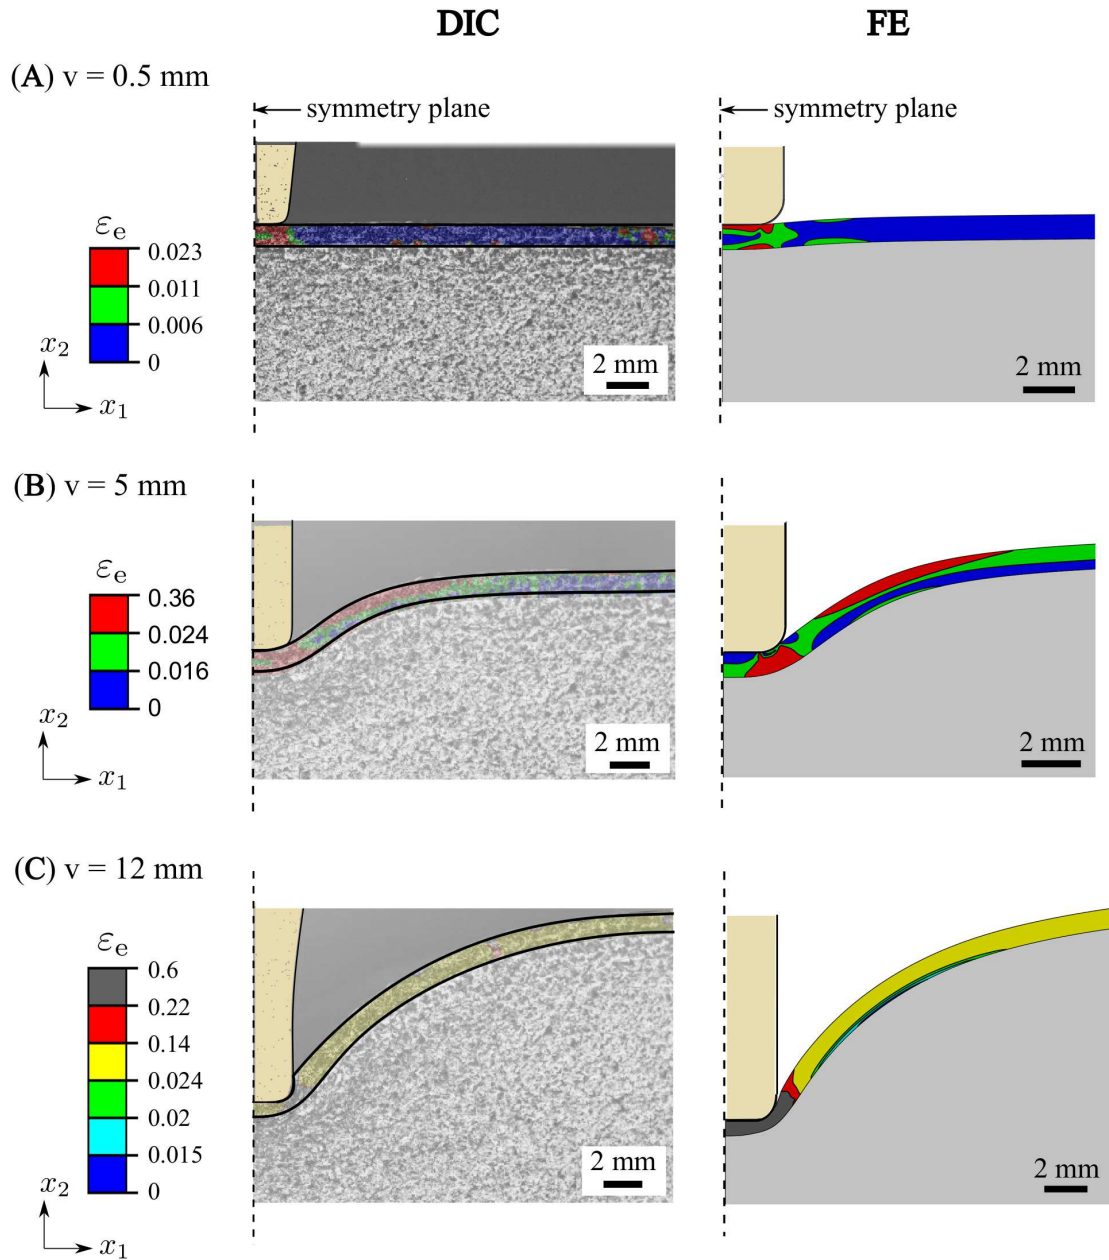 DIC
FE
(A) v = 0.5 mm
symmetry plane
symmetry plane
εe
0.023
0.011
0.006
0
x2
x1
2 mm
2 mm
(B) v = 5 mm
εe
0.36
0.024
0.016
0
x2
x1
2 mm
2 mm
(C) v = 12 mm
εe
0.6
0.22
0.14
0.024
0.02
0.015
0
x2
x1
2 mm
2 mm